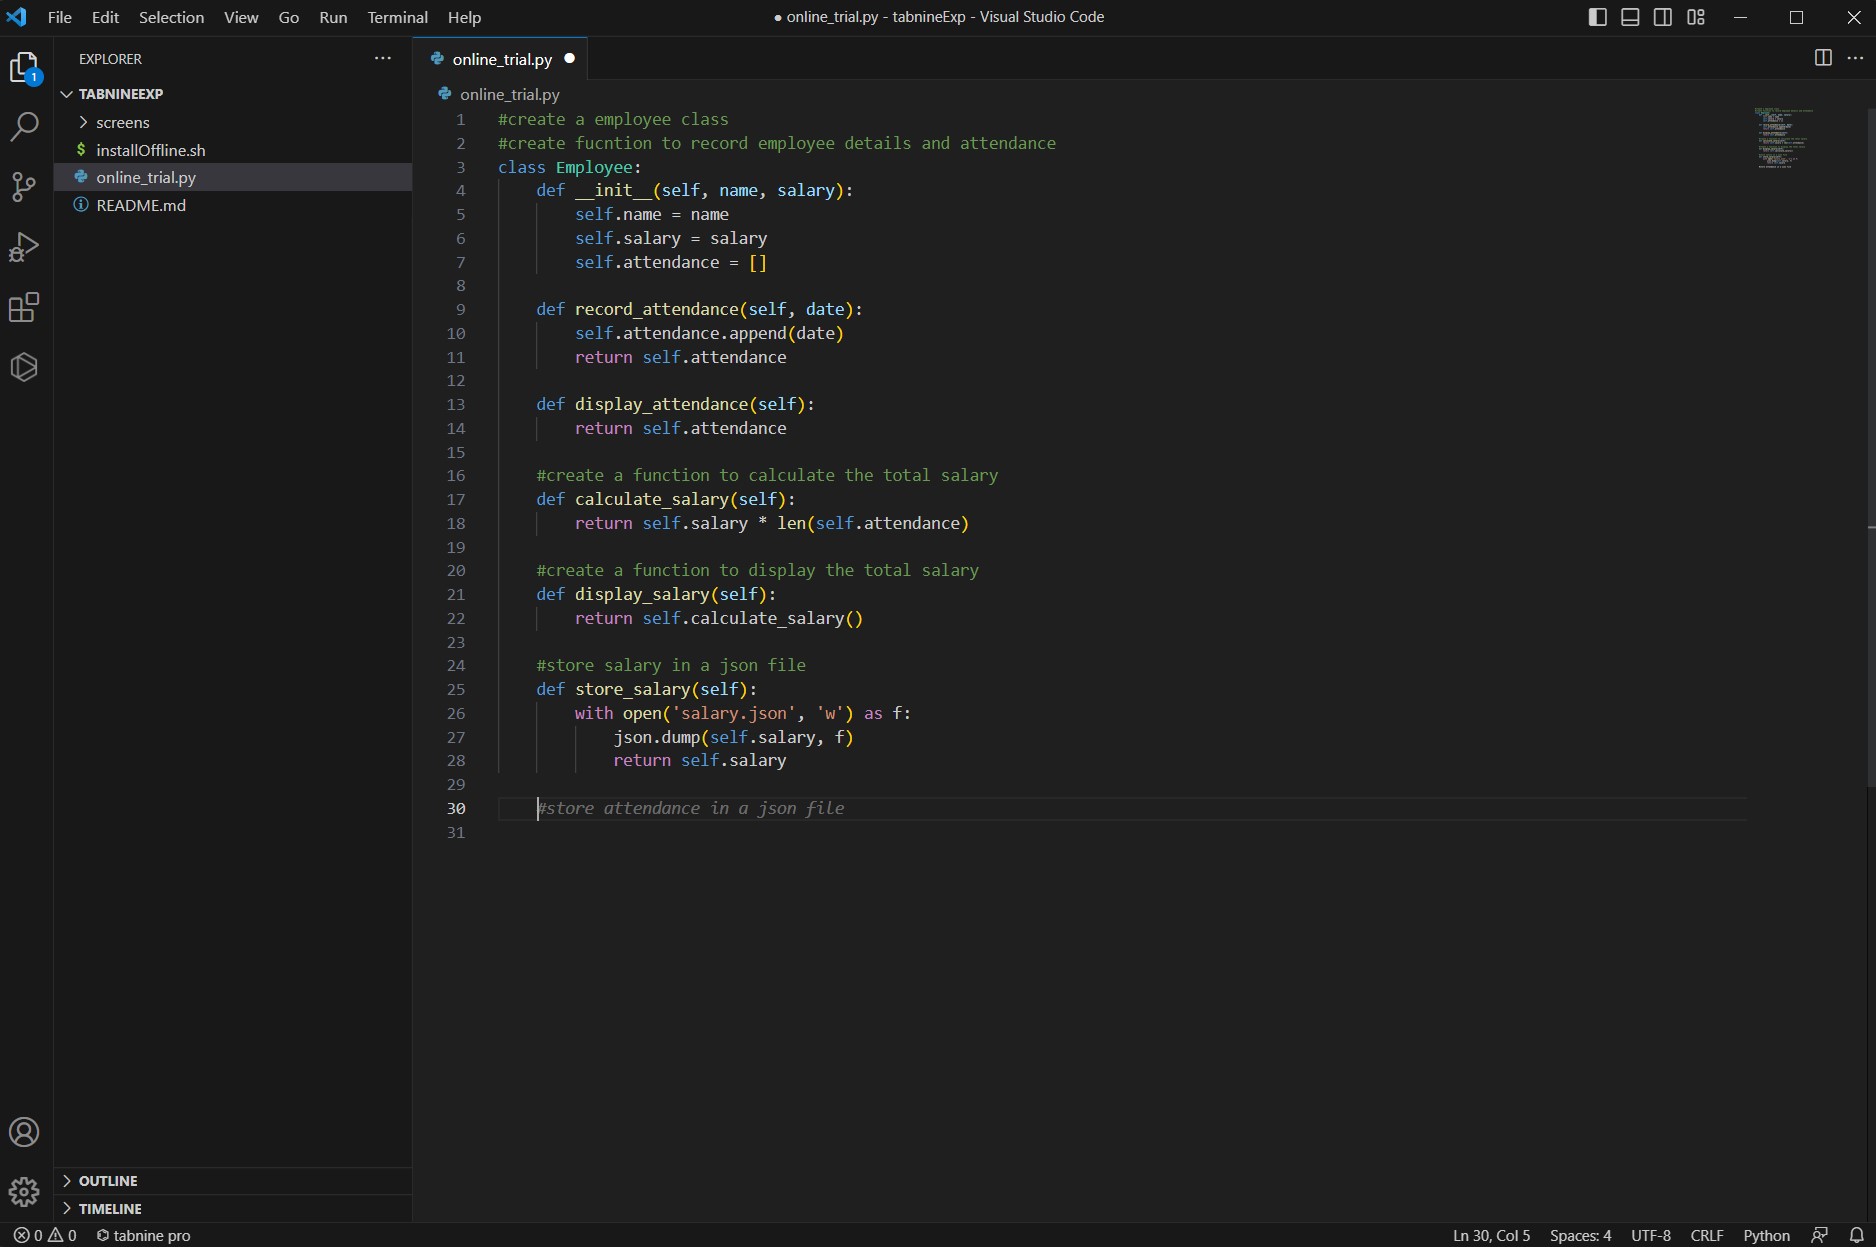 File Edit Selection View Go Run Terminal Help
● online_trial.py - tabnineExp - Visual Studio Code
1
EXPLORER
TABNINEEXP
screens
$ installOffline.sh
online_trial.py
README.md
OUTLINE
TIMELINE
online_trial.py ●
online_trial.py
1 #create a employee class
2 #create fucntion to record employee details and attendance
3 class Employee:
4     def __init__(self, name, salary):
5         self.name = name
6         self.salary = salary
7         self.attendance = []
8
9     def record_attendance(self, date):
10         self.attendance.append(date)
11         return self.attendance
12
13     def display_attendance(self):
14         return self.attendance
15
16     #create a function to calculate the total salary
17     def calculate_salary(self):
18         return self.salary * len(self.attendance)
19
20     #create a function to display the total salary
21     def display_salary(self):
22         return self.calculate_salary()
23
24     #store salary in a json file
25     def store_salary(self):
26         with open('salary.json', 'w') as f:
27             json.dump(self.salary, f)
28             return self.salary
29
30     #store attendance in a json file
31
0 0 tabnine pro
Ln 30, Col 5 Spaces: 4 UTF-8 CRLF Python